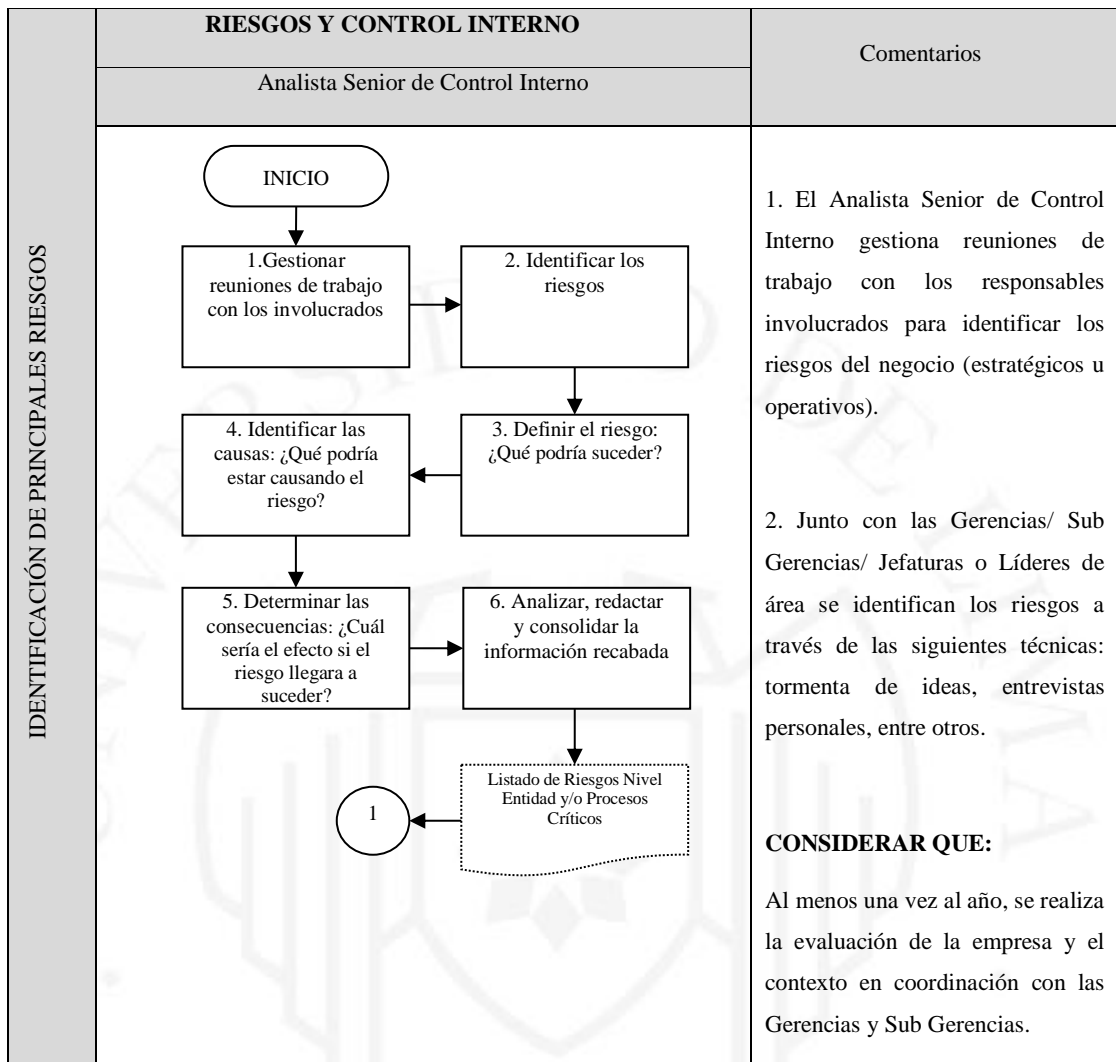 RIESGOS Y CONTROL INTERNO
Analista Senior de Control Interno
Comentarios
IDENTIFICACIÓN DE PRINCIPALES RIESGOS
INICIO
1.Gestionar
reuniones de trabajo
con los involucrados
2. Identificar los
riesgos
4. Identificar las
causas: ¿Qué podría
estar causando el
riesgo?
3. Definir el riesgo:
¿Qué podría suceder?
5. Determinar las
consecuencias: ¿Cuál
sería el efecto si el
riesgo llegara a
suceder?
6. Analizar, redactar
y consolidar la
información recabada
Listado de Riesgos Nivel
Entidad y/o Procesos
Críticos
1
1. El Analista Senior de Control
Interno gestiona reuniones de
trabajo con los responsables
involucrados para identificar los
riesgos del negocio (estratégicos u
operativos).
2. Junto con las Gerencias/ Sub
Gerencias/ Jefaturas o Líderes de
área se identifican los riesgos a
través de las siguientes técnicas:
tormenta de ideas, entrevistas
personales, entre otros.
CONSIDERAR QUE:
Al menos una vez al año, se realiza
la evaluación de la empresa y el
contexto en coordinación con las
Gerencias y Sub Gerencias.